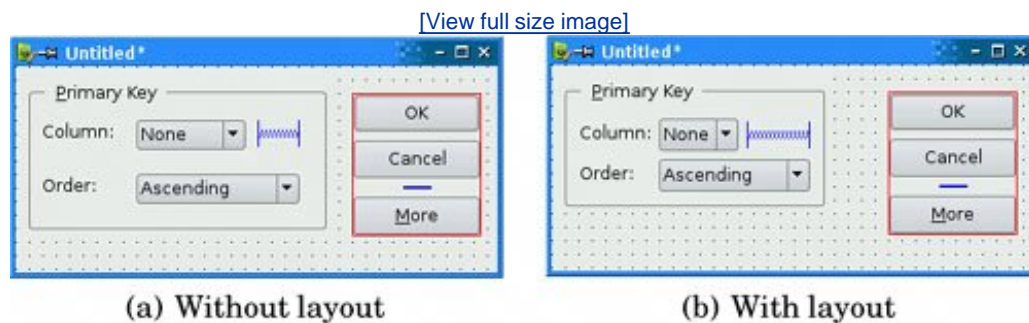 [View full size image]
Untitled*
Primary Key
Column:
None
Order:
Ascending
OK
Cancel
More
(a) Without layout
Untitled*
Primary Key
Column:
None
Order:
Ascending
OK
Cancel
More
(b) With layout